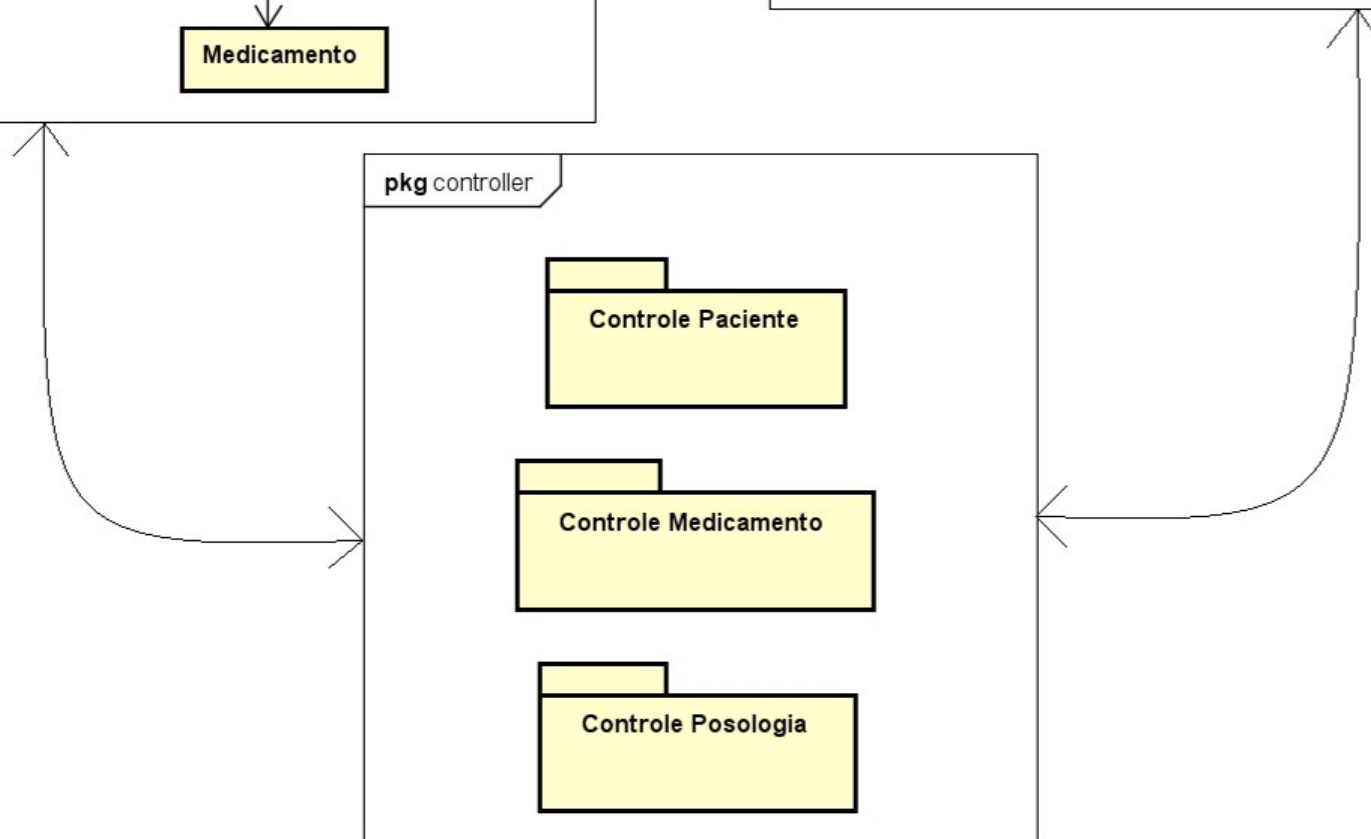 Medicamento
pkg controller
Controle Paciente
Controle Medicamento
Controle Posologia